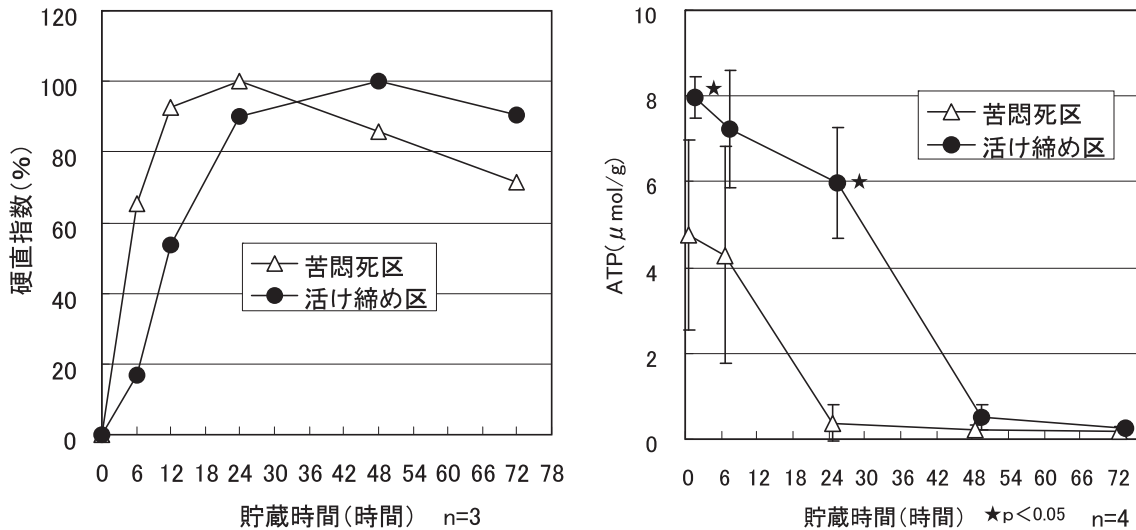 120
100
80
60
40
20
0
硬直指数(%)
苦悶死区
活け締め区
0 6 12 18 24 30 36 42 48 54 60 66 72 78
貯蔵時間(時間) n=3
10
8
6
4
2
0
ATP(μmol/g)
★
★
苦悶死区
活け締め区
0 6 12 18 24 30 36 42 48 54 60 66 72
貯蔵時間(時間) ★p<0.05 n=4